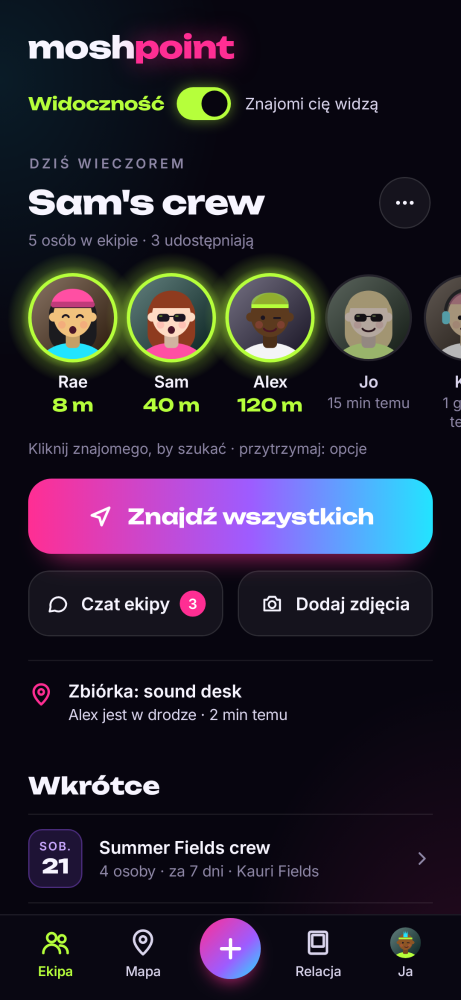 moshpoint
Widoczność Znajomi cię widzą
DZIŚ WIECZOREM
Sam's crew
5 osób w ekipie · 3 udostępniają
Rae Sam Alex Jo
8 m 40 m 120 m 15 min temu 1 g
te
Kliknij znajomego, by szukać · przytrzymaj: opcje
Znajdź wszystkich
Czat ekipy 3 Dodaj zdjęcia
Zbiórka: sound desk
Alex jest w drodze · 2 min temu
Wkrótce
SOB.
21
Summer Fields crew
4 osoby · za 7 dni · Kauri Fields
Ekipa Mapa Relacja Ja